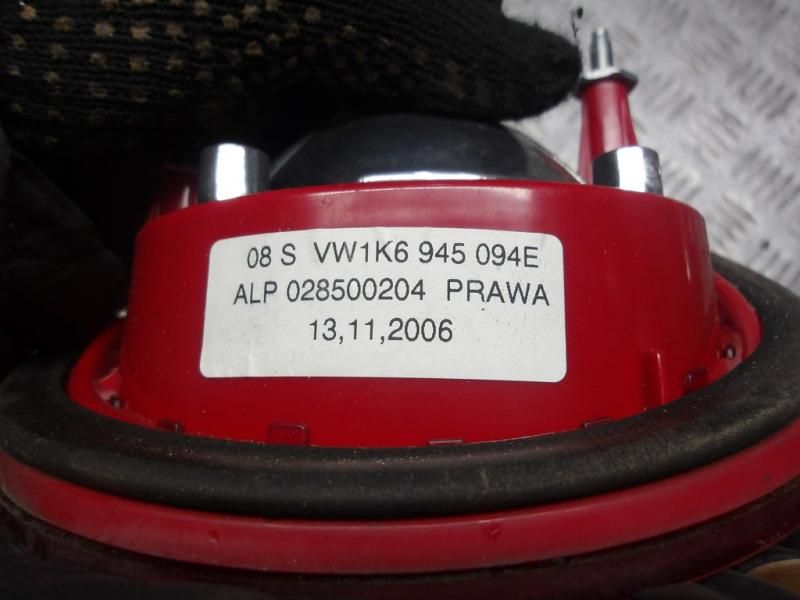 08 S VW1K6 945 094E
ALP 028500204 PRAWA
13,11,2006